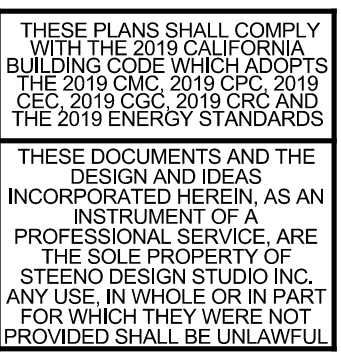 THESE PLANS SHALL COMPLY
WITH THE 2019 CALIFORNIA
BUILDING CODE WHICH ADOPTS
THE 2019 CMC, 2019 CPC, 2019
CEC, 2019 CGC, 2019 CRC AND
THE 2019 ENERGY STANDARDS
THESE DOCUMENTS AND THE
DESIGN AND IDEAS
INCORPORATED HEREIN, AS AN
INSTRUMENT OF A
PROFESSIONAL SERVICE, ARE
THE SOLE PROPERTY OF
STEENO DESIGN STUDIO INC.
ANY USE, IN WHOLE OR IN PART
FOR WHICH THEY WERE NOT
PROVIDED SHALL BE UNLAWFUL